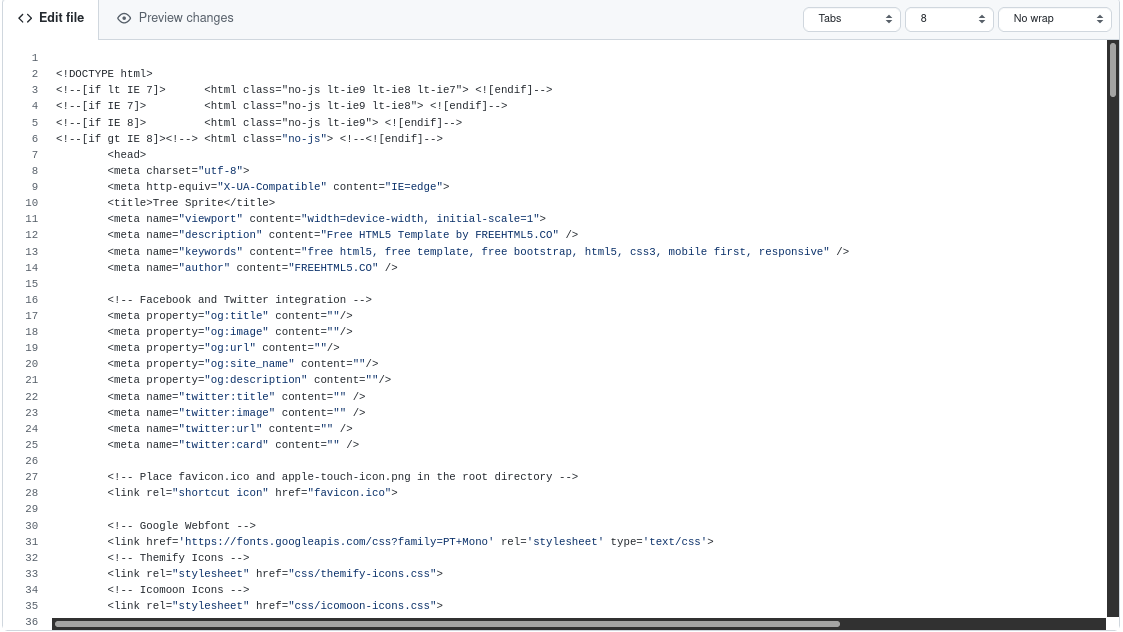 Edit file
Preview changes
Tabs
8
No wrap
1
2 <!DOCTYPE html>
3 <!--[if lt IE 7]>      <html class="no-js lt-ie9 lt-ie8 lt-ie7"> <![endif]-->
4 <!--[if IE 7]>         <html class="no-js lt-ie9 lt-ie8"> <![endif]-->
5 <!--[if IE 8]>         <html class="no-js lt-ie9"> <![endif]-->
6 <!--[if gt IE 8]><!--> <html class="no-js"> <!--<![endif]-->
7         <head>
8         <meta charset="utf-8">
9         <meta http-equiv="X-UA-Compatible" content="IE=edge">
10         <title>Tree Sprite</title>
11         <meta name="viewport" content="width=device-width, initial-scale=1">
12         <meta name="description" content="Free HTML5 Template by FREEHTML5.CO" />
13         <meta name="keywords" content="free html5, free template, free bootstrap, html5, css3, mobile first, responsive" />
14         <meta name="author" content="FREEHTML5.CO" />
15
16         <!-- Facebook and Twitter integration -->
17         <meta property="og:title" content=""/>
18         <meta property="og:image" content=""/>
19         <meta property="og:url" content=""/>
20         <meta property="og:site_name" content=""/>
21         <meta property="og:description" content=""/>
22         <meta name="twitter:title" content="" />
23         <meta name="twitter:image" content="" />
24         <meta name="twitter:url" content="" />
25         <meta name="twitter:card" content="" />
26
27         <!-- Place favicon.ico and apple-touch-icon.png in the root directory -->
28         <link rel="shortcut icon" href="favicon.ico">
29
30         <!-- Google Webfont -->
31         <link href='https://fonts.googleapis.com/css?family=PT+Mono' rel='stylesheet' type='text/css'>
32         <!-- Themify Icons -->
33         <link rel="stylesheet" href="css/themify-icons.css">
34         <!-- Icomoon Icons -->
35         <link rel="stylesheet" href="css/icomoon-icons.css">
36